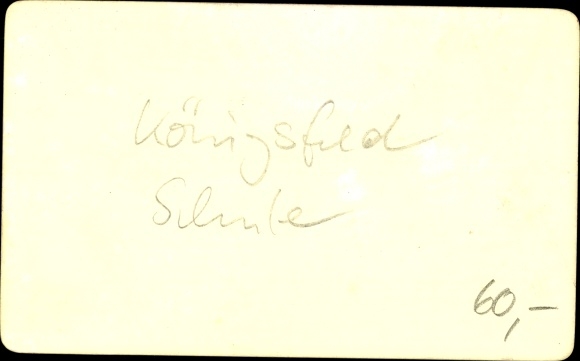 Königsfeld
Schule
60,-